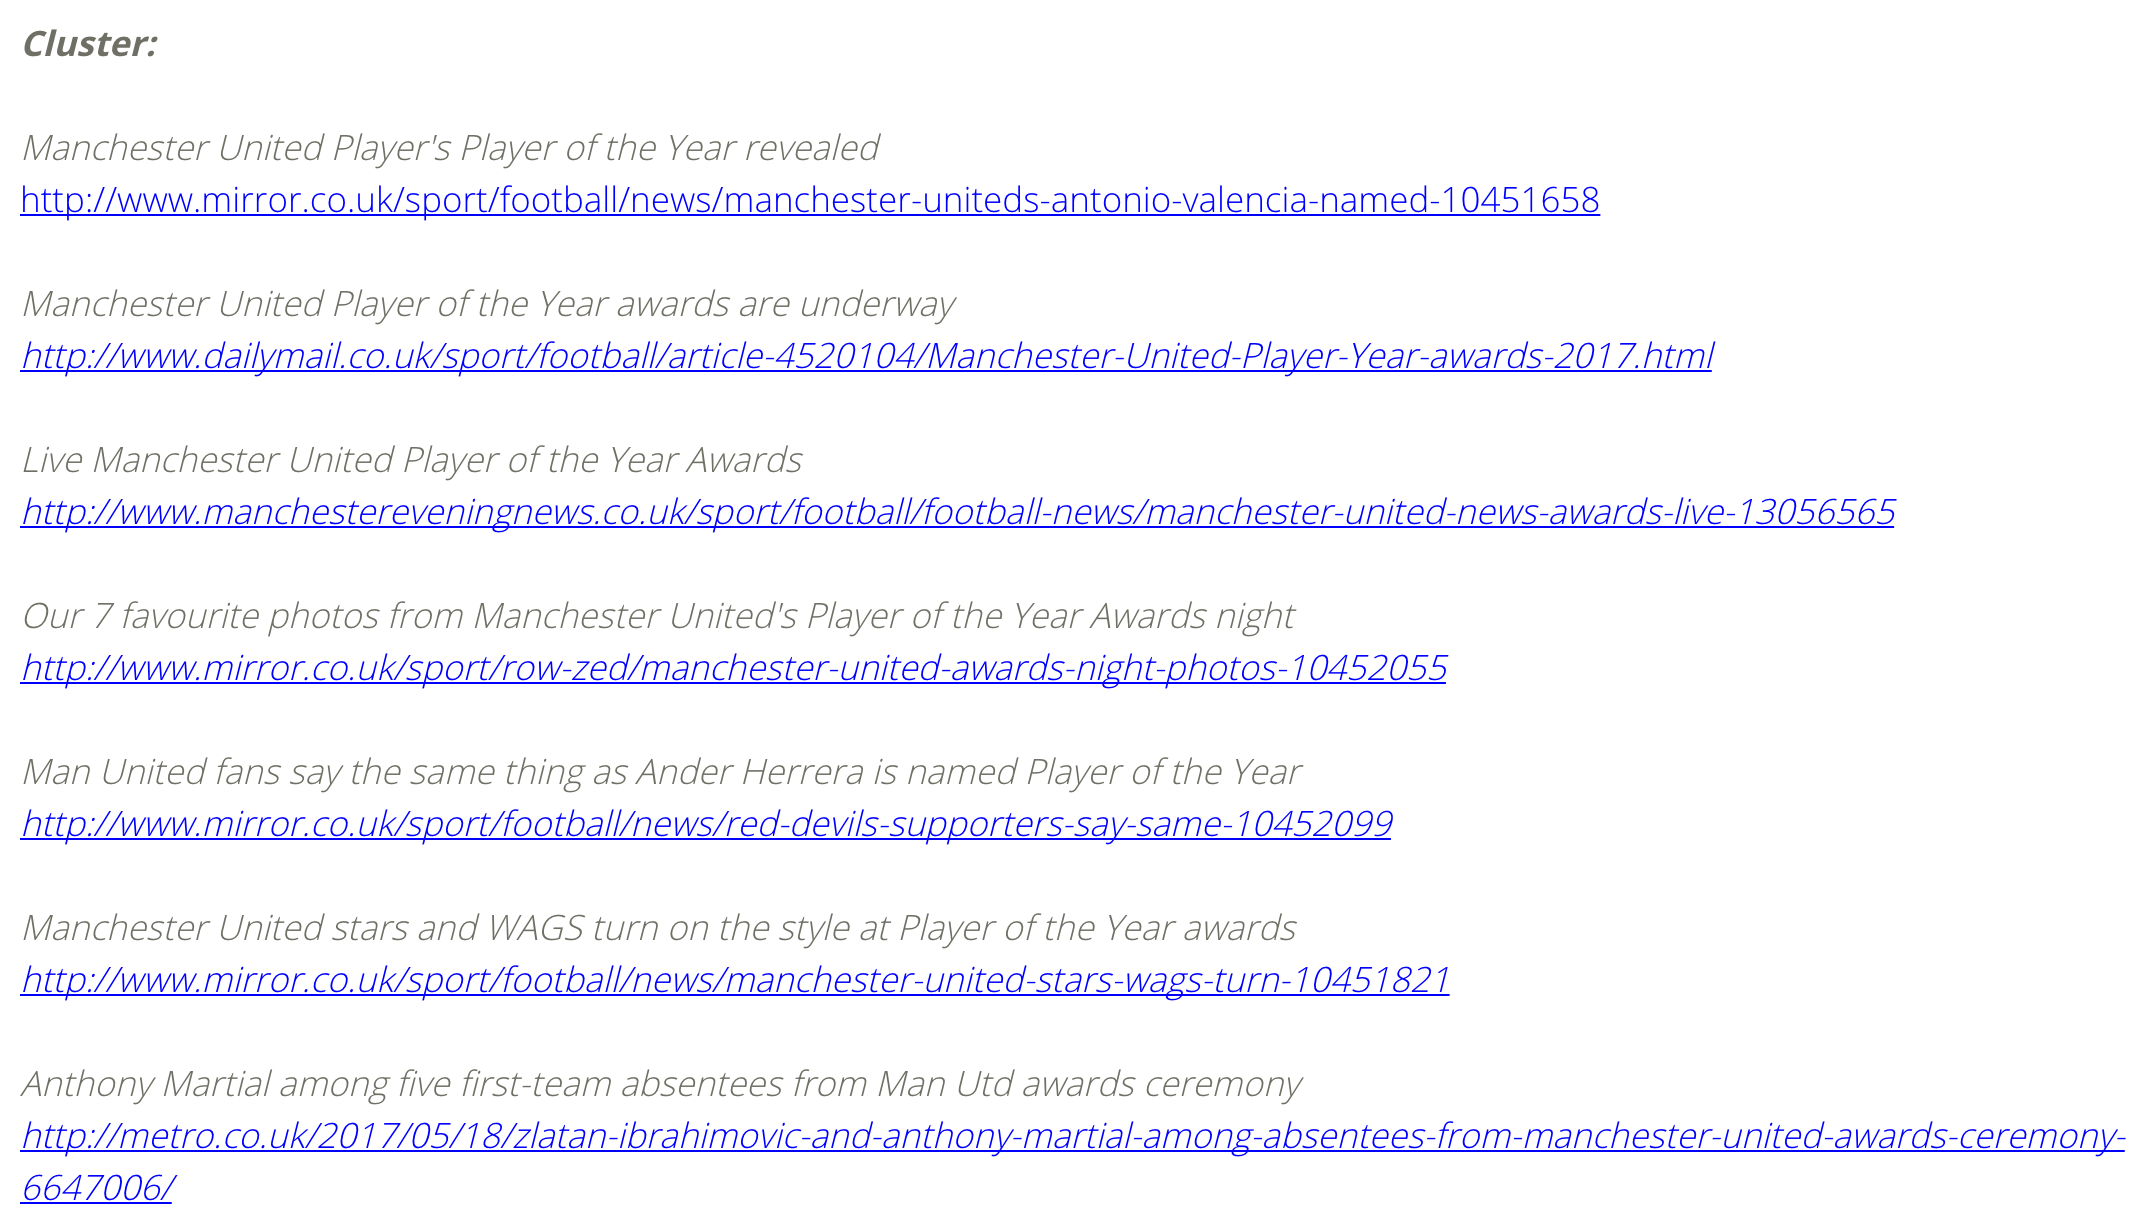 Cluster:
Manchester United Player's Player of the Year revealed
http://www.mirror.co.uk/sport/football/news/manchester-uniteds-antonio-valencia-named-10451658
Manchester United Player of the Year awards are underway
http://www.dailymail.co.uk/sport/football/article-4520104/Manchester-United-Player-Year-awards-2017.html
Live Manchester United Player of the Year Awards
http://www.manchestereveningnews.co.uk/sport/football/football-news/manchester-united-news-awards-live-13056565
Our 7 favourite photos from Manchester United's Player of the Year Awards night
http://www.mirror.co.uk/sport/row-zed/manchester-united-awards-night-photos-10452055
Man United fans say the same thing as Ander Herrera is named Player of the Year
http://www.mirror.co.uk/sport/football/news/red-devils-supporters-say-same-10452099
Manchester United stars and WAGS turn on the style at Player of the Year awards
http://www.mirror.co.uk/sport/football/news/manchester-united-stars-wags-turn-10451821
Anthony Martial among five first-team absentees from Man Utd awards ceremony
http://metro.co.uk/2017/05/18/zlatan-ibrahimovic-and-anthony-martial-among-absentees-from-manchester-united-awards-ceremony-
6647006/